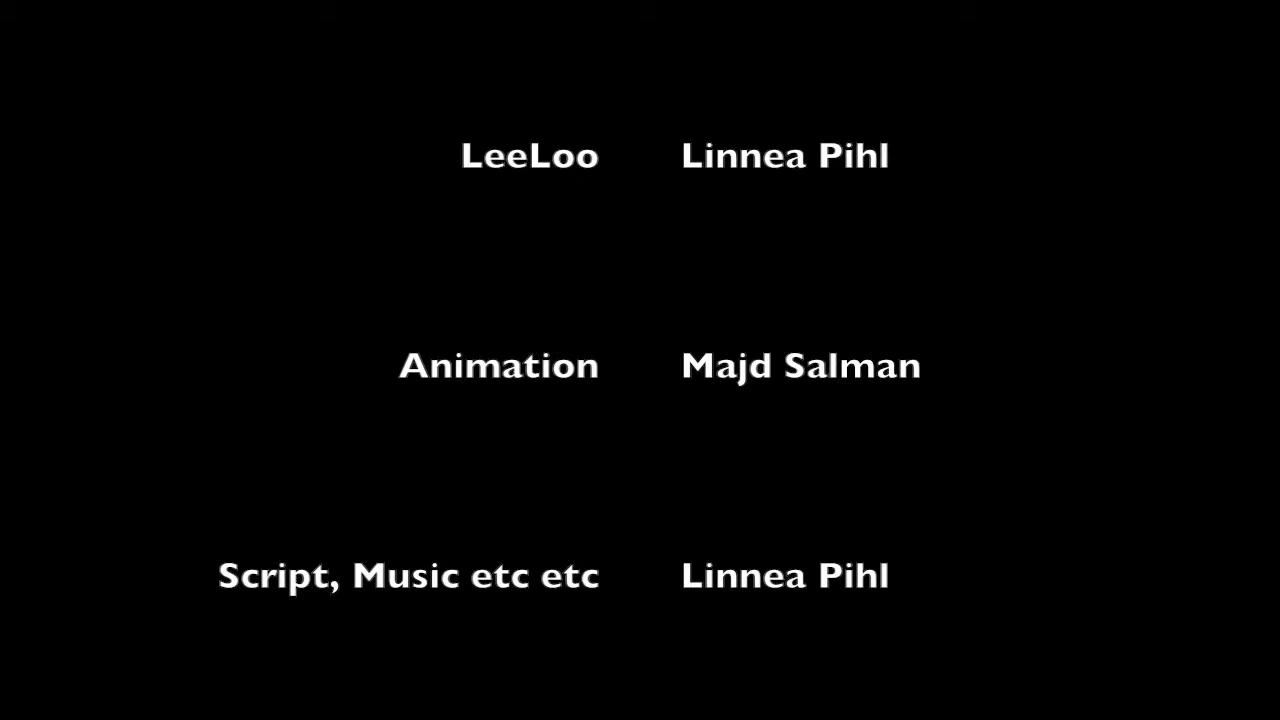 LeeLoo Linnea Pihl
Animation Majd Salman
Script, Music etc etc Linnea Pihl